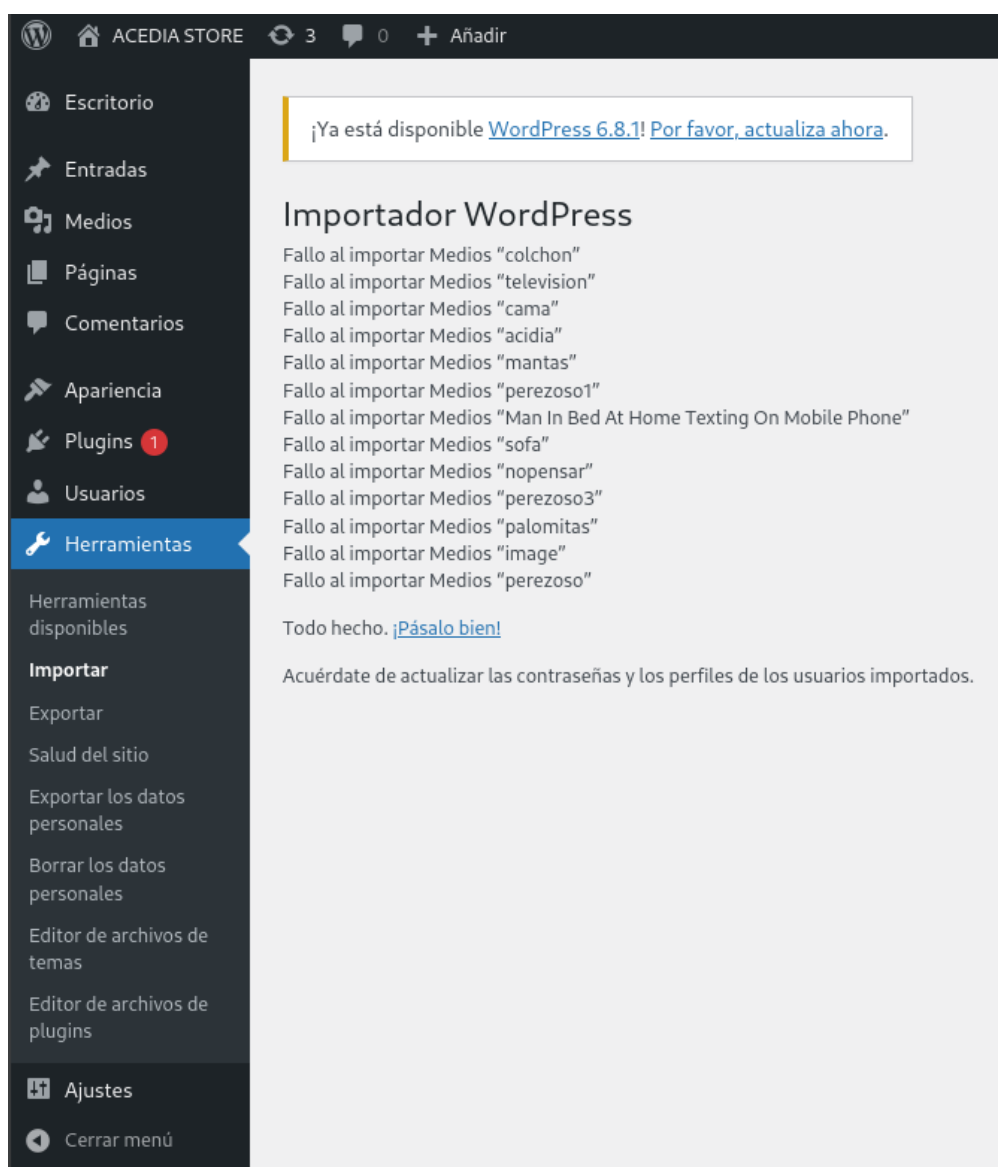 ACEDIA STORE 3 0 + Añadir
Escritorio
Entradas
Medios
Páginas
Comentarios
Apariencia
Plugins 1
Usuarios
Herramientas
Herramientas
disponibles
Importar
Exportar
Salud del sitio
Exportar los datos
personales
Borrar los datos
personales
Editor de archivos de
temas
Editor de archivos de
plugins
Ajustes
Cerrar menú
¡Ya está disponible WordPress 6.8.1! Por favor, actualiza ahora.
Importador WordPress
Fallo al importar Medios “colchon”
Fallo al importar Medios “television”
Fallo al importar Medios “cama”
Fallo al importar Medios “acidia”
Fallo al importar Medios “mantas”
Fallo al importar Medios “perezoso1”
Fallo al importar Medios “Man In Bed At Home Texting On Mobile Phone”
Fallo al importar Medios “sofa”
Fallo al importar Medios “nopensar”
Fallo al importar Medios “perezoso3”
Fallo al importar Medios “palomitas”
Fallo al importar Medios “image”
Fallo al importar Medios “perezoso”
Todo hecho. ¡Pásalo bien!
Acuérdate de actualizar las contraseñas y los perfiles de los usuarios importados.